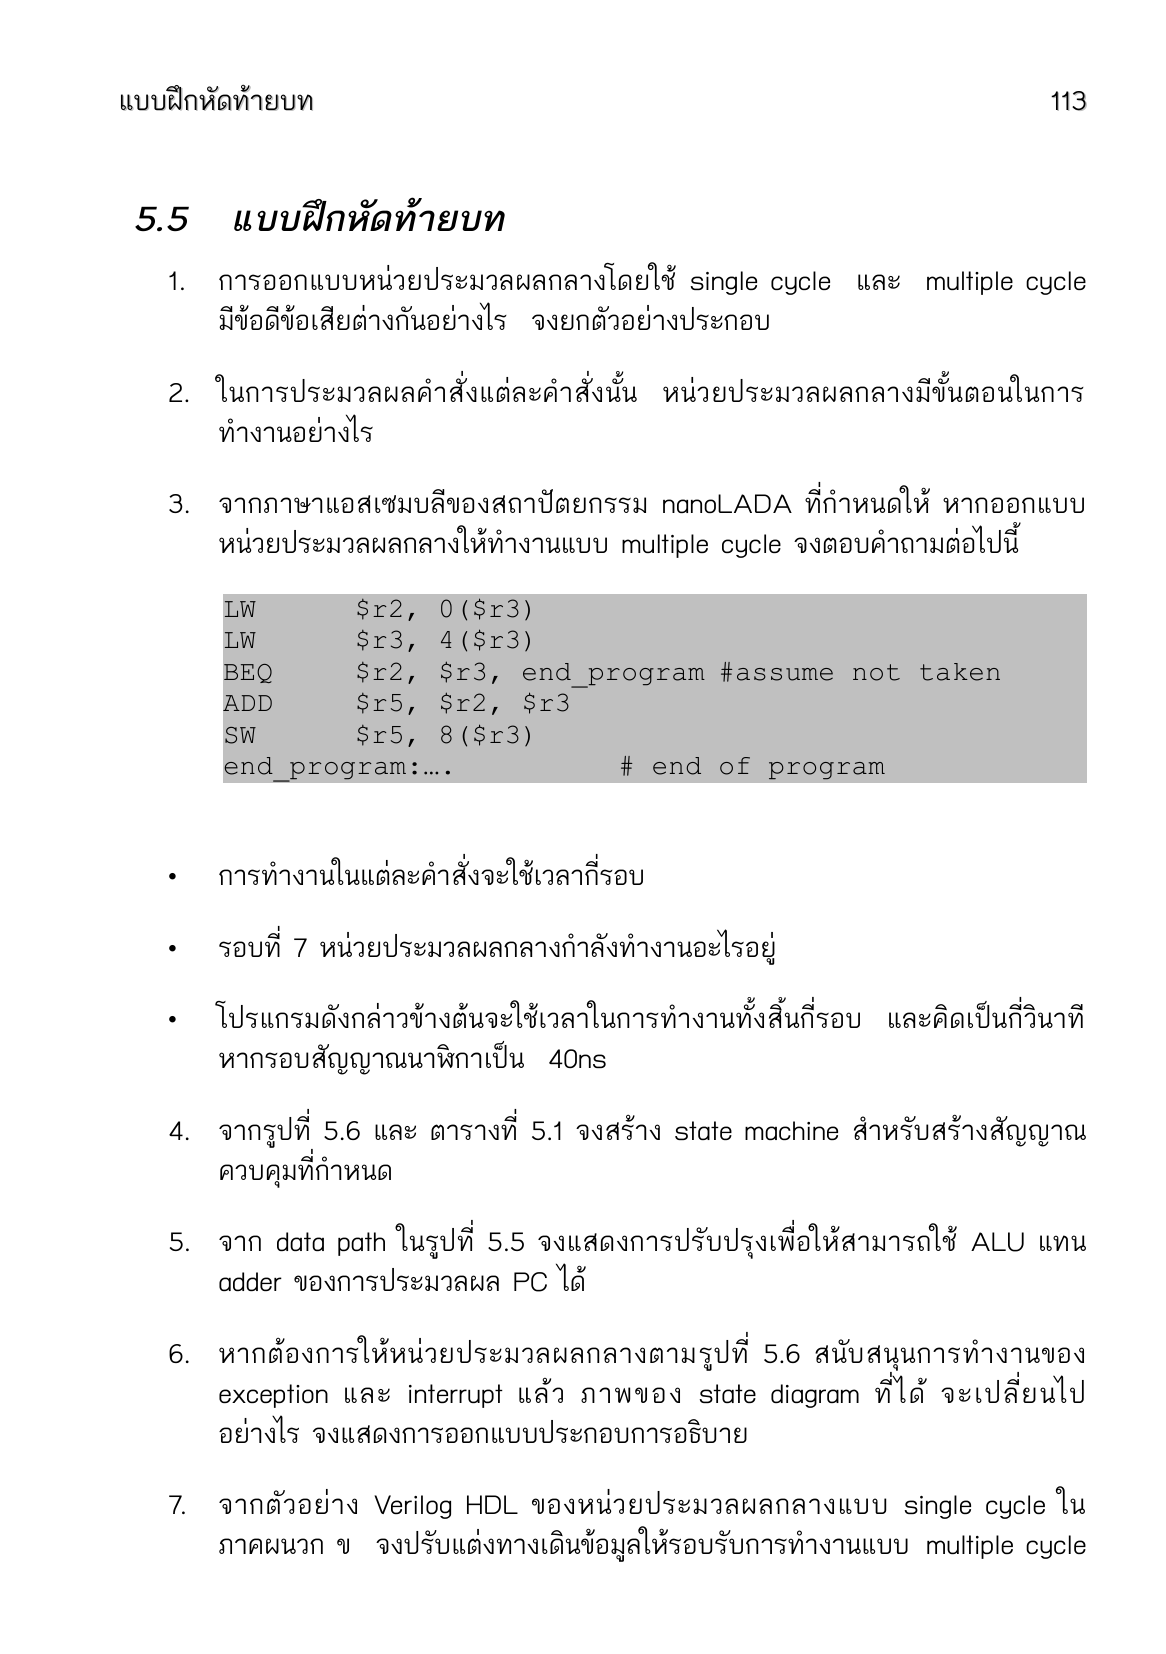 แบบฝึกหัดท้ายบท 113
5.5 แบบฝึกหัดท้ายบท
1. การออกแบบหน่วยประมวลผลกลางโดยใช้ single cycle และ multiple cycle
มีข้อดีข้อเสียต่างกันอย่างไร จงยกตัวอย่างประกอบ
2. ในการประมวลผลคำสั่งแต่ละคำสั่งนั้น หน่วยประมวลผลกลางมีขั้นตอนในการ
ทำงานอย่างไร
3. จากภาษาแอสเซมบลีของสถาปัตยกรรม nanoLADA ที่กำหนดให้ หากออกแบบ
หน่วยประมวลผลกลางให้ทำงานแบบ multiple cycle จงตอบคำถามต่อไปนี้
LW $r2, 0($r3)
LW $r3, 4($r3)
BEQ $r2, $r3, end_program #assume not taken
ADD $r5, $r2, $r3
SW $r5, 8($r3)
end_program:…. # end of program
• การทำงานในแต่ละคำสั่งจะใช้เวลากี่รอบ
• รอบที่ 7 หน่วยประมวลผลกลางกำลังทำงานอะไรอยู่
• โปรแกรมดังกล่าวข้างต้นจะใช้เวลาในการทำงานทั้งสิ้นกี่รอบ และคิดเป็นกี่วินาที
หากรอบสัญญาณนาฬิกาเป็น 40ns
4. จากรูปที่ 5.6 และ ตารางที่ 5.1 จงสร้าง state machine สำหรับสร้างสัญญาณ
ควบคุมที่กำหนด
5. จาก data path ในรูปที่ 5.5 จงแสดงการปรับปรุงเพื่อให้สามารถใช้ ALU แทน
adder ของการประมวลผล PC ได้
6. หากต้องการให้หน่วยประมวลผลกลางตามรูปที่ 5.6 สนับสนุนการทำงานของ
exception และ interrupt แล้ว ภาพของ state diagram ที่ได้ จะเปลี่ยนไป
อย่างไร จงแสดงการออกแบบประกอบการอธิบาย
7. จากตัวอย่าง Verilog HDL ของหน่วยประมวลผลกลางแบบ single cycle ใน
ภาคผนวก ข จงปรับแต่งทางเดินข้อมูลให้รอบรับการทำงานแบบ multiple cycle